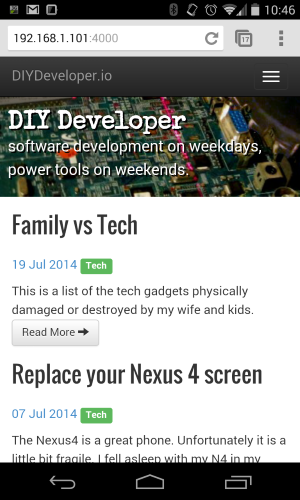 10:46
192.168.1.101:4000
17
DIYDeveloper.io
DIY Developer
software development on weekdays,
power tools on weekends.
Family vs Tech
19 Jul 2014 Tech
This is a list of the tech gadgets physically
damaged or destroyed by my wife and kids.
Read More
Replace your Nexus 4 screen
07 Jul 2014 Tech
The Nexus4 is a great phone. Unfortunately it is a
little bit fragile. I fell asleep with my N4 in my